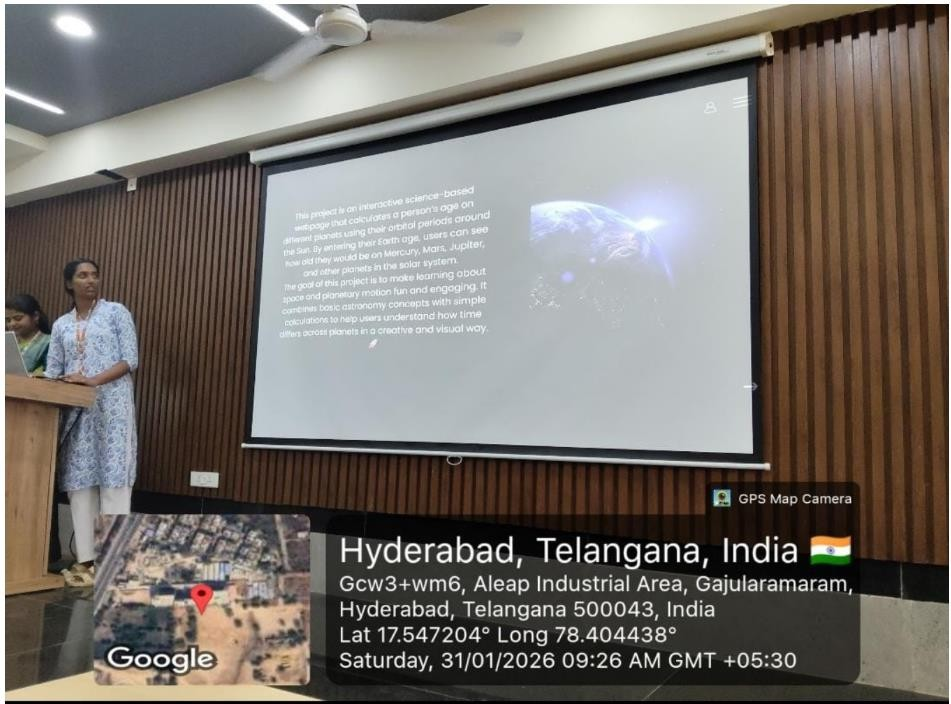 This project is an interactive science-based
webpage that calculates a person's age on
different planets using their orbital periods around
the Sun. By entering their Earth age, users can see
how old they would be on Mercury, Mars, Jupiter,
and other planets in the solar system.
The goal of this project is to make learning about
space and planetary motion fun and engaging. It
combines basic astronomy concepts with simple
calculations to help users understand how time
differs across planets in a creative and visual way.
GPS Map Camera
Hyderabad, Telangana, India
Gcw3+wm6, Aleap Industrial Area, Gajularamaram,
Hyderabad, Telangana 500043, India
Lat 17.547204° Long 78.404438°
Saturday, 31/01/2026 09:26 AM GMT +05:30
Google